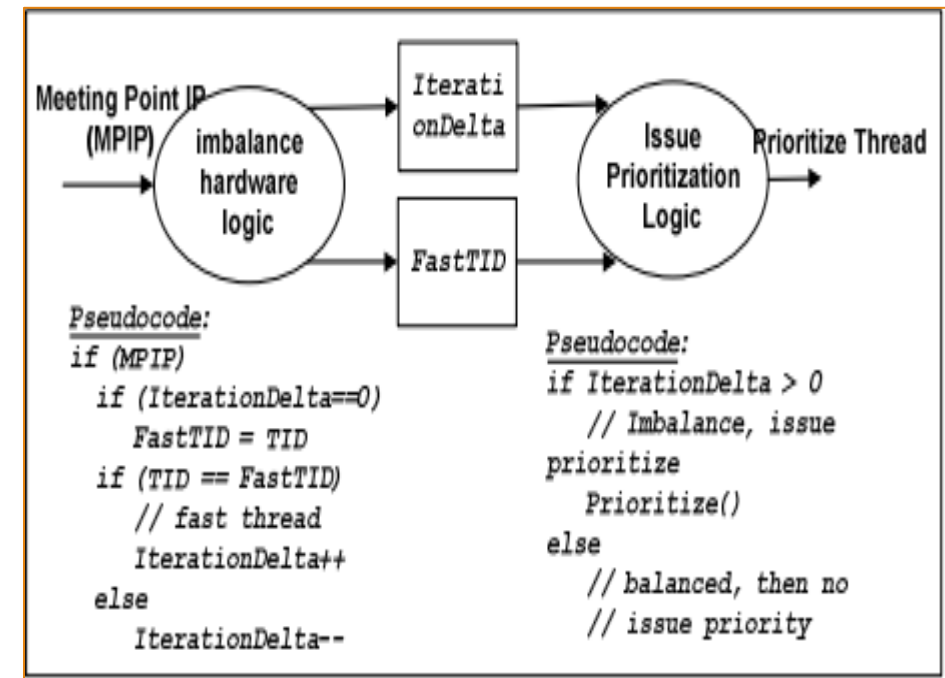 Meeting Point IP
(MPIP)
imbalance
hardware
logic
Iterati
onDelta
FastTID
Issue
Prioritization
Logic
Prioritize Thread
Pseudocode:
if (MPIP)
if (IterationDelta==0)
FastTID = TID
if (TID == FastTID)
// fast thread
IterationDelta++
else
IterationDelta--
Pseudocode:
if IterationDelta > 0
// Imbalance, issue
prioritize
Prioritize()
else
// balanced, then no
// issue priority